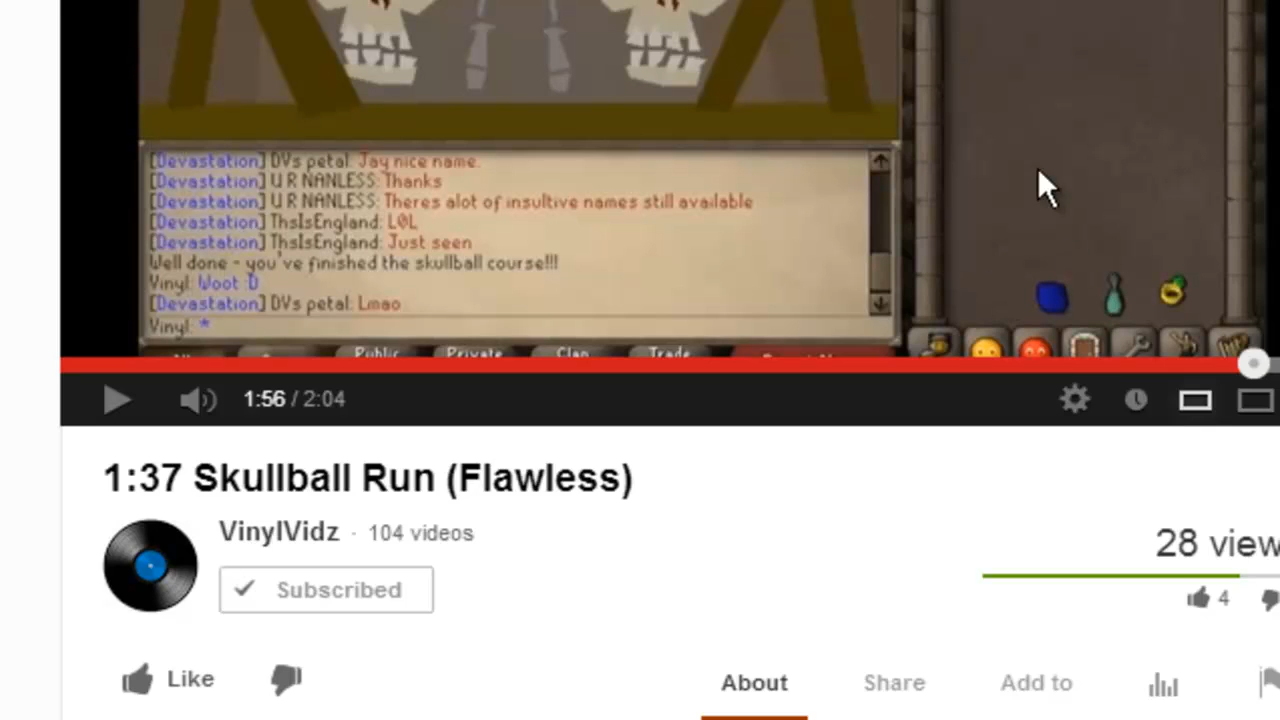 [Devastation] DVs petal: Jay nice name.
[Devastation] U R NANLESS: Thanks
[Devastation] U R NANLESS: Theres alot of insultive names still available
[Devastation] ThsIsEngland: L0L
[Devastation] ThsIsEngland: Just seen
Well done - you've finished the skullball course!!!
Vinyl: Woot :D
[Devastation] DVs petal: Lmao
Vinyl: *
Public Private Clan Trade
1:56 / 2:04
1:37 Skullball Run (Flawless)
VinylVidz · 104 videos
Subscribed
28 view
4
Like
About Share Add to